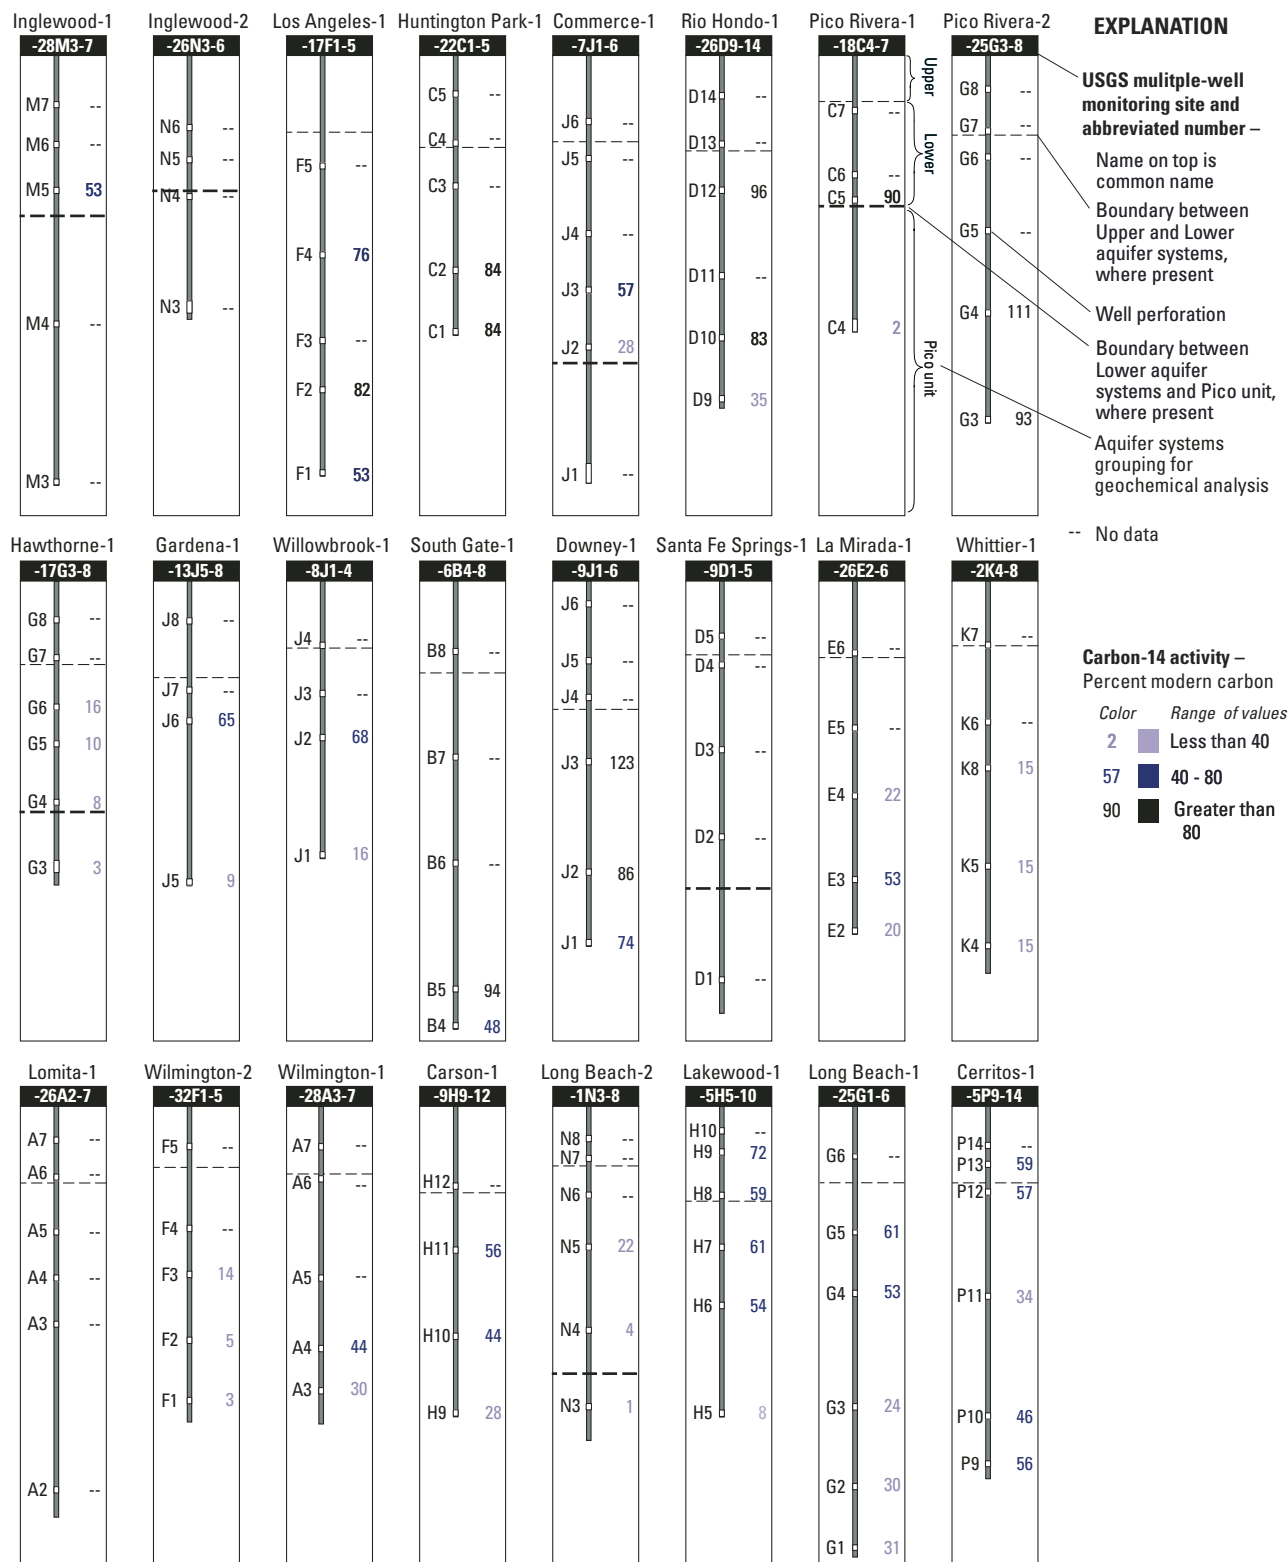 Inglewood-1
-28M3-7
M7 --
M6 --
M5 53
M4 --
M3 --
Inglewood-2
-26N3-6
N6 --
N5 --
N4 --
N3 --
Los Angeles-1
-17F1-5
F5 --
F4 76
F3 --
F2 82
F1 53
Huntington Park-1
-22C1-5
C5 --
C4 --
C3 --
C2 84
C1 84
Commerce-1
-7J1-6
J6 --
J5 --
J4 --
J3 57
J2 28
J1 --
Rio Hondo-1
-26D9-14
D14 --
D13 --
D12 96
D11 --
D10 83
D9 35
Pico Rivera-1
-18C4-7
C7 --
C6 --
C5 90
C4 2
Upper
Lower
Pico unit
Pico Rivera-2
-25G3-8
G8 --
G7 --
G6 --
G5 --
G4 111
G3 93
EXPLANATION
USGS mulitple-well
monitoring site and
abbreviated number –
Name on top is
common name
Boundary between
Upper and Lower
aquifer systems,
where present
Well perforation
Boundary between
Lower aquifer
systems and Pico unit,
where present
Aquifer systems
grouping for
geochemical analysis
-- No data
Hawthorne-1
-17G3-8
G8 --
G7 --
G6 16
G5 10
G4 8
G3 3
Gardena-1
-13J5-8
J8 --
J7 --
J6 65
J5 9
Willowbrook-1
-8J1-4
J4 --
J3 --
J2 68
J1 16
South Gate-1
-6B4-8
B8 --
B7 --
B6 --
B5 94
B4 48
Downey-1
-9J1-6
J6 --
J5 --
J4 --
J3 123
J2 86
J1 74
Santa Fe Springs-1
-9D1-5
D5 --
D4 --
D3 --
D2 --
D1 --
La Mirada-1
-26E2-6
E6 --
E5 --
E4 22
E3 53
E2 20
Whittier-1
-2K4-8
K7 --
K6 --
K8 15
K5 15
K4 15
Carbon-14 activity –
Percent modern carbon
Color Range of values
2 Less than 40
57 40 - 80
90 Greater than
80
Lomita-1
-26A2-7
A7 --
A6 --
A5 --
A4 --
A3 --
A2 --
Wilmington-2
-32F1-5
F5 --
F4 --
F3 14
F2 5
F1 3
Wilmington-1
-28A3-7
A7 --
A6 --
A5 --
A4 44
A3 30
Carson-1
-9H9-12
H12 --
H11 56
H10 44
H9 28
Long Beach-2
-1N3-8
N8 --
N7 --
N6 --
N5 22
N4 4
N3 1
Lakewood-1
-5H5-10
H10 --
H9 72
H8 59
H7 61
H6 54
H5 8
Long Beach-1
-25G1-6
G6 --
G5 61
G4 53
G3 24
G2 30
G1 31
Cerritos-1
-5P9-14
P14 --
P13 59
P12 57
P11 34
P10 46
P9 56